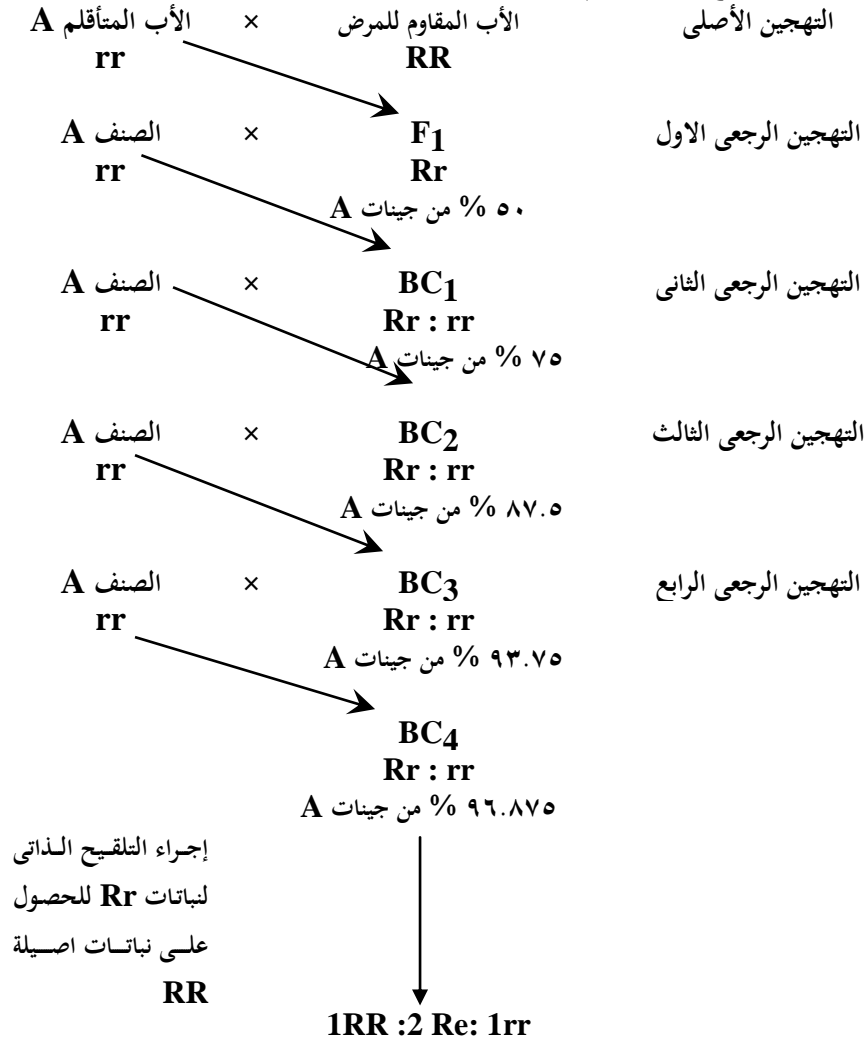 التهجين الأصلى الأب المقاوم للمرض × الأب المتأقلم A
RR rr
التهجين الرجعى الاول F1 × الصنف A
Rr rr
٥٠ % من جينات A
التهجين الرجعى الثانى BC1 × الصنف A
Rr : rr rr
٧٥ % من جينات A
التهجين الرجعى الثالث BC2 × الصنف A
Rr : rr rr
٨٧.٥ % من جينات A
التهجين الرجعى الرابع BC3 × الصنف A
Rr : rr rr
٩٣.٧٥ % من جينات A
BC4
Rr : rr
٩٦.٨٧٥ % من جينات A
إجراء التلقيح الذاتى
لنباتات Rr للحصول
على نباتات اصيلة
RR
1RR :2 Re: 1rr